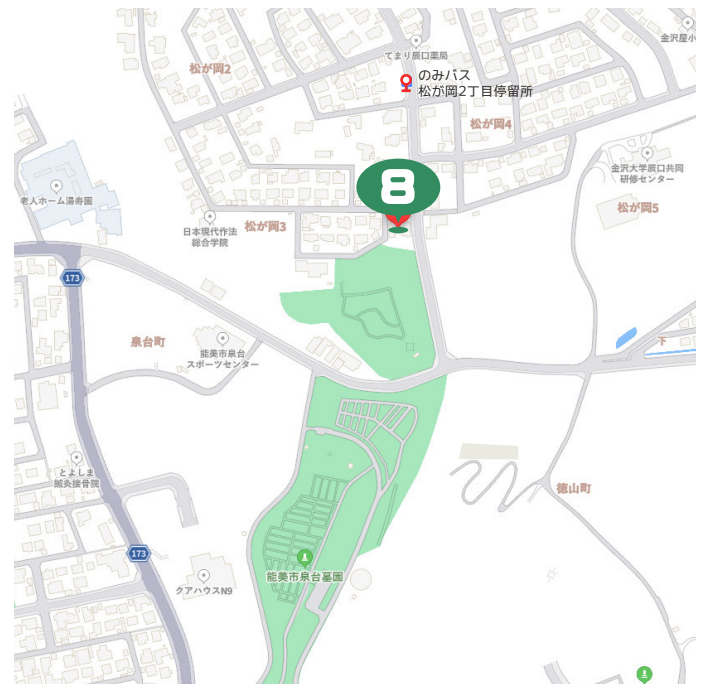 金沢屋小
てまり辰口薬局
松が岡2
のみバス
松が岡2丁目停留所
松が岡4
金沢大学辰口共同
研修センター
8
老人ホーム湯寿園
松が岡5
松が岡3
日本現代作法
総合学院
173
泉台町
能美市泉台
スポーツセンター
下
とよしま
鍼灸接骨院
徳山町
173
能美市泉台墓園
クアハウスN9